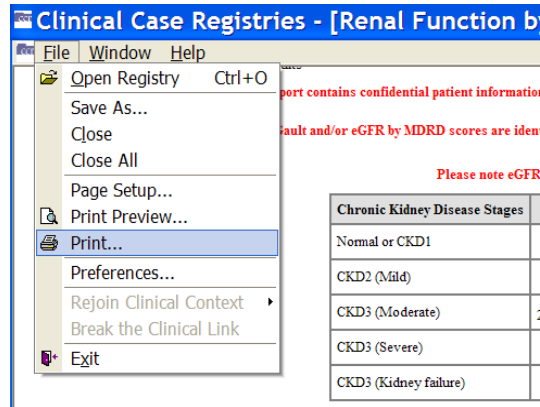 Clinical Case Registries - [Renal Function b
File Window Help
Open Registry Ctrl+O
Save As...
Close
Close All
Page Setup...
Print Preview...
Print...
Preferences...
Rejoin Clinical Context
Break the Clinical Link
Exit
port contains confidential patient informatio
ault and/or eGFR by MDRD scores are iden
Please note eGFR
Chronic Kidney Disease Stages
Normal or CKD1
CKD2 (Mild)
CKD3 (Moderate) 2
CKD3 (Severe)
CKD3 (Kidney failure)